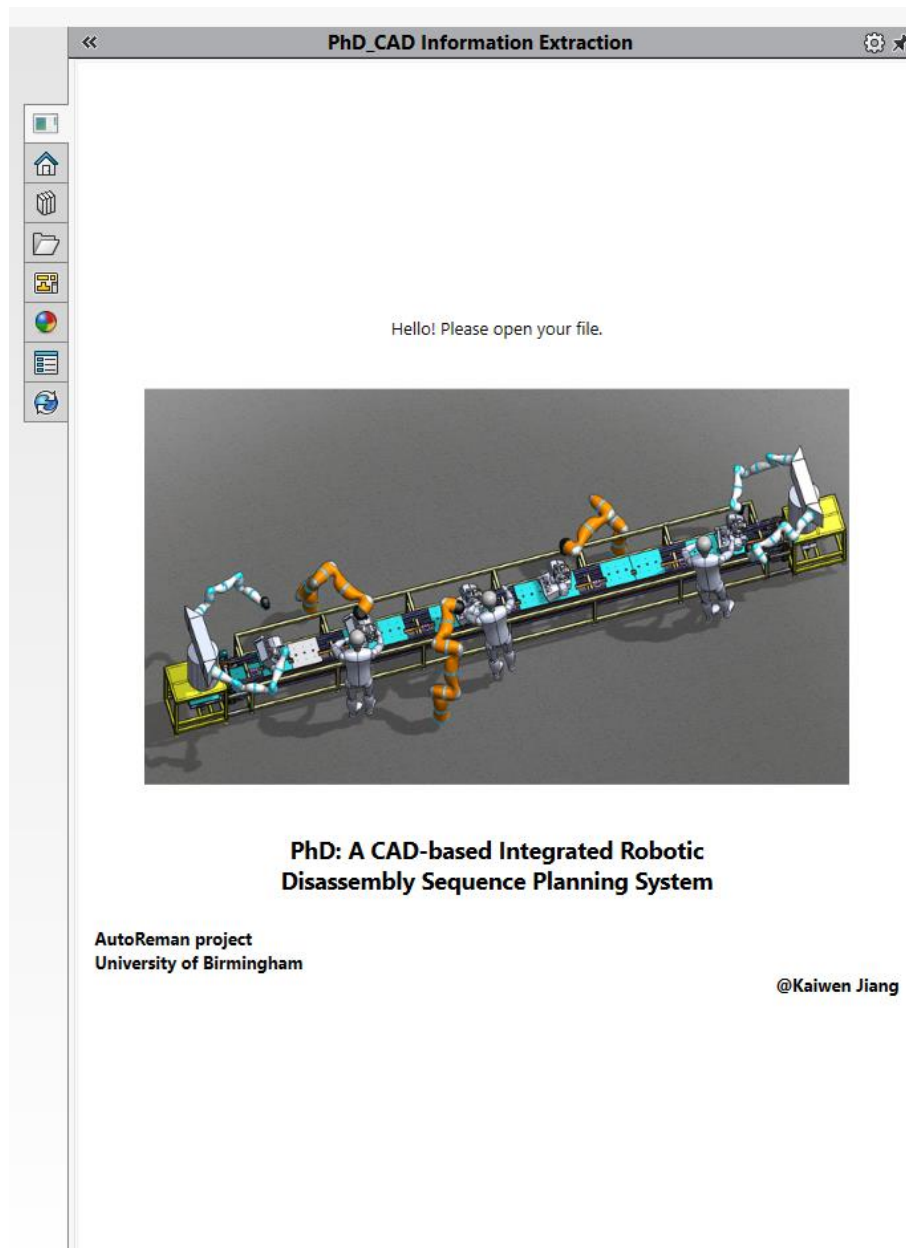 PhD_CAD Information Extraction
Hello! Please open your file.
PhD: A CAD-based Integrated Robotic
Disassembly Sequence Planning System
AutoReman project
University of Birmingham
@Kaiwen Jiang